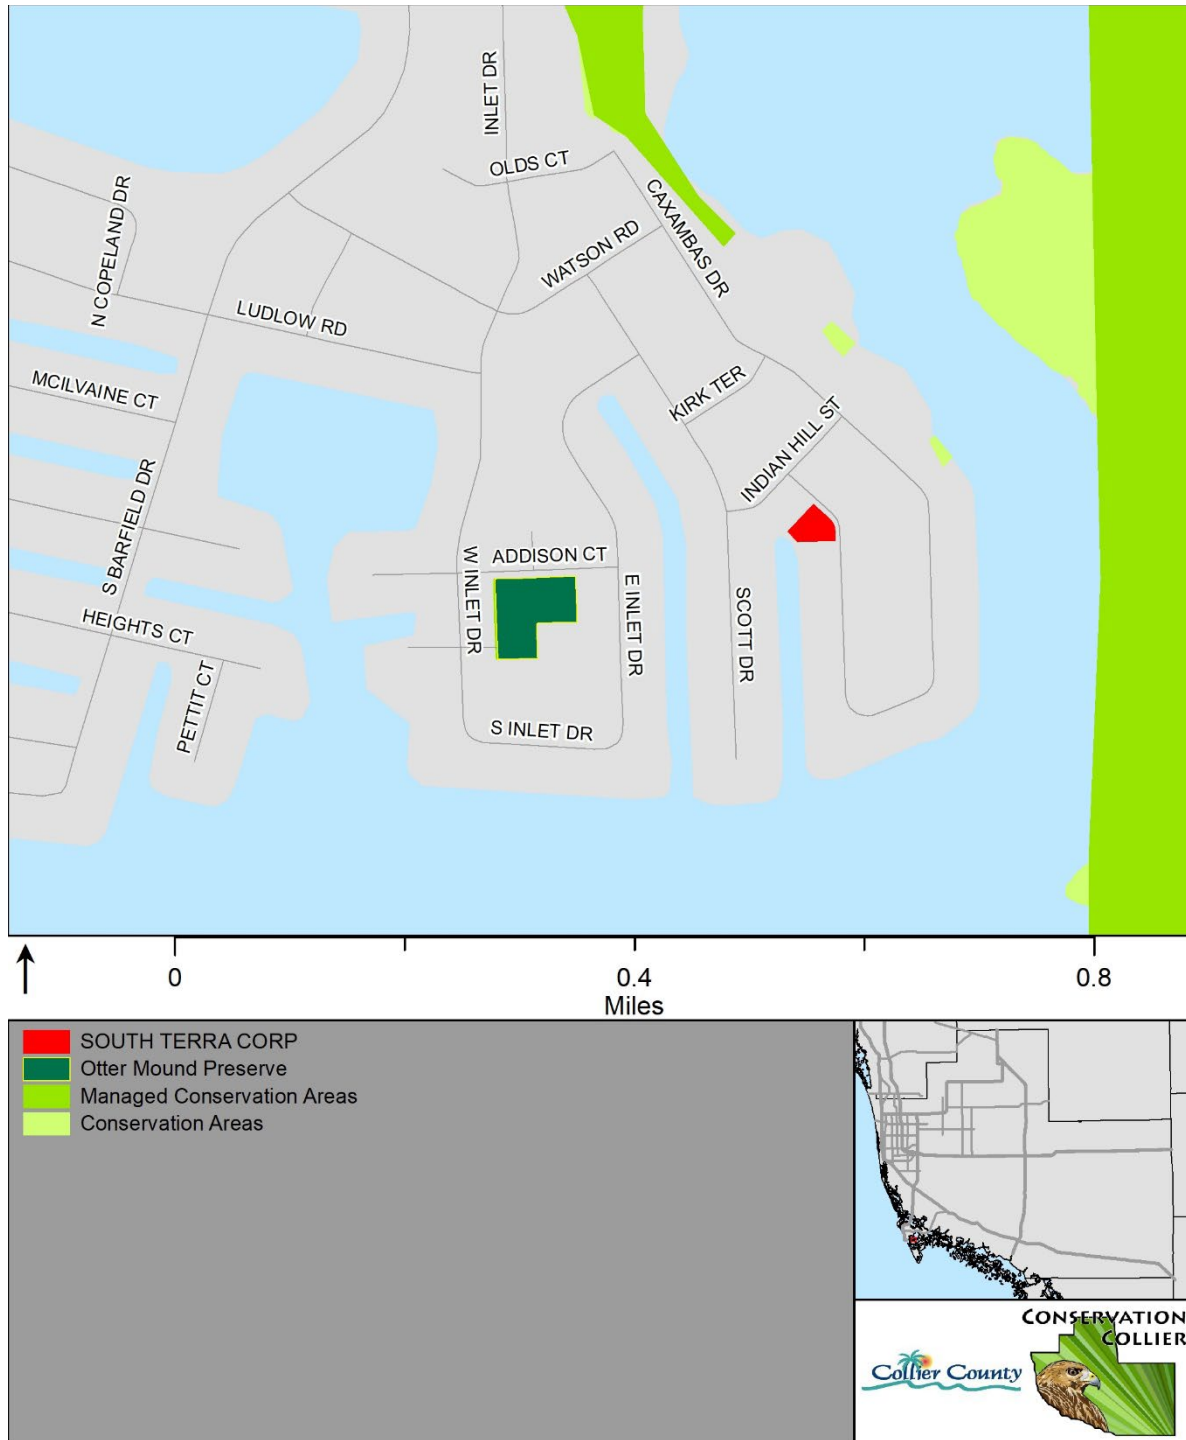 INLET DR
OLDS CT
CAXAMBAS DR
N COPELAND DR
WATSON RD
LUDLOW RD
MCILVAINE CT
KIRK TER
INDIAN HILL ST
S BARFIELD DR
ADDISON CT
W INLET DR
E INLET DR
SCOTT DR
HEIGHTS CT
PETTIT CT
S INLET DR
0
0.4
0.8
Miles
SOUTH TERRA CORP
Otter Mound Preserve
Managed Conservation Areas
Conservation Areas
CONSERVATION
COLLIER
Collier County